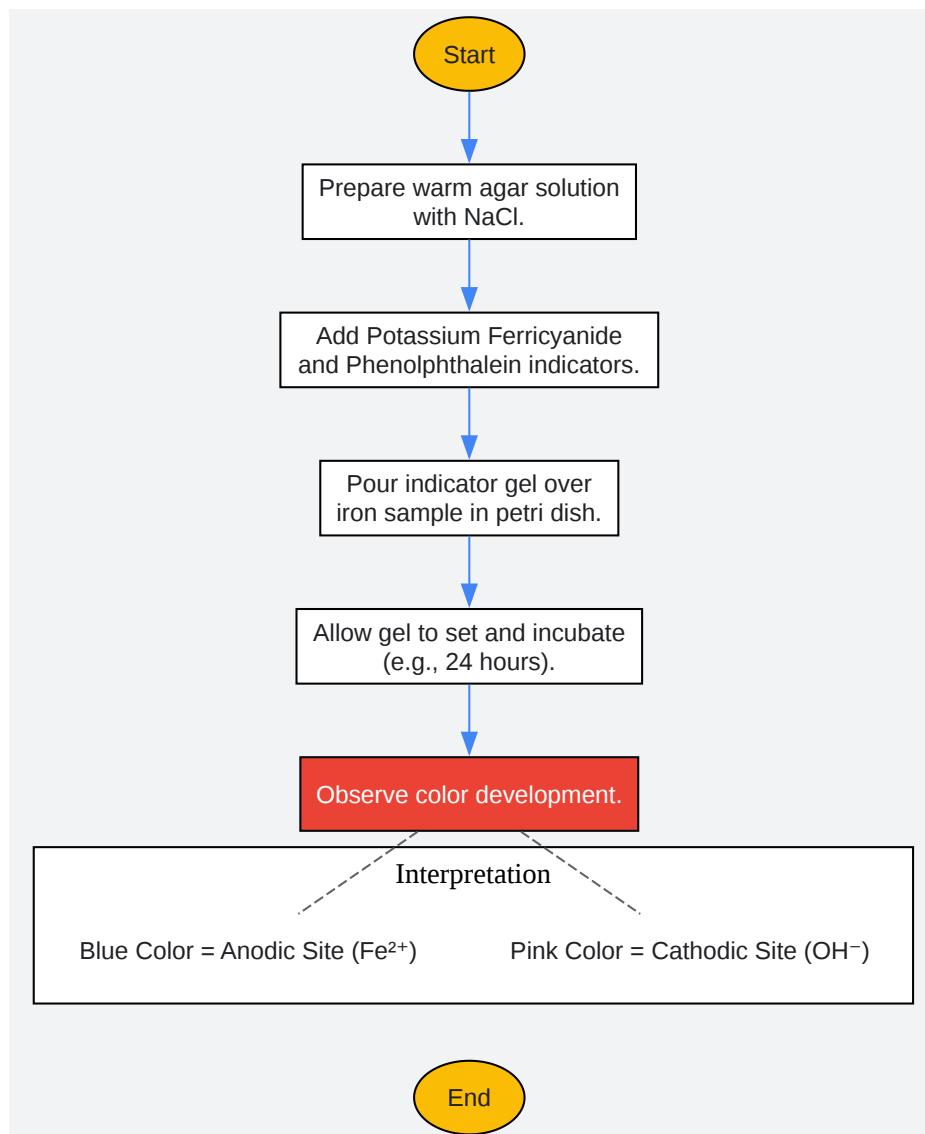 Start
Prepare warm agar solution
with NaCl.
Add Potassium Ferricyanide
and Phenolphthalein indicators.
Pour indicator gel over
iron sample in petri dish.
Allow gel to set and incubate
(e.g., 24 hours).
Observe color development.
Interpretation
Blue Color = Anodic Site (Fe²⁺)
Pink Color = Cathodic Site (OH⁻)
End